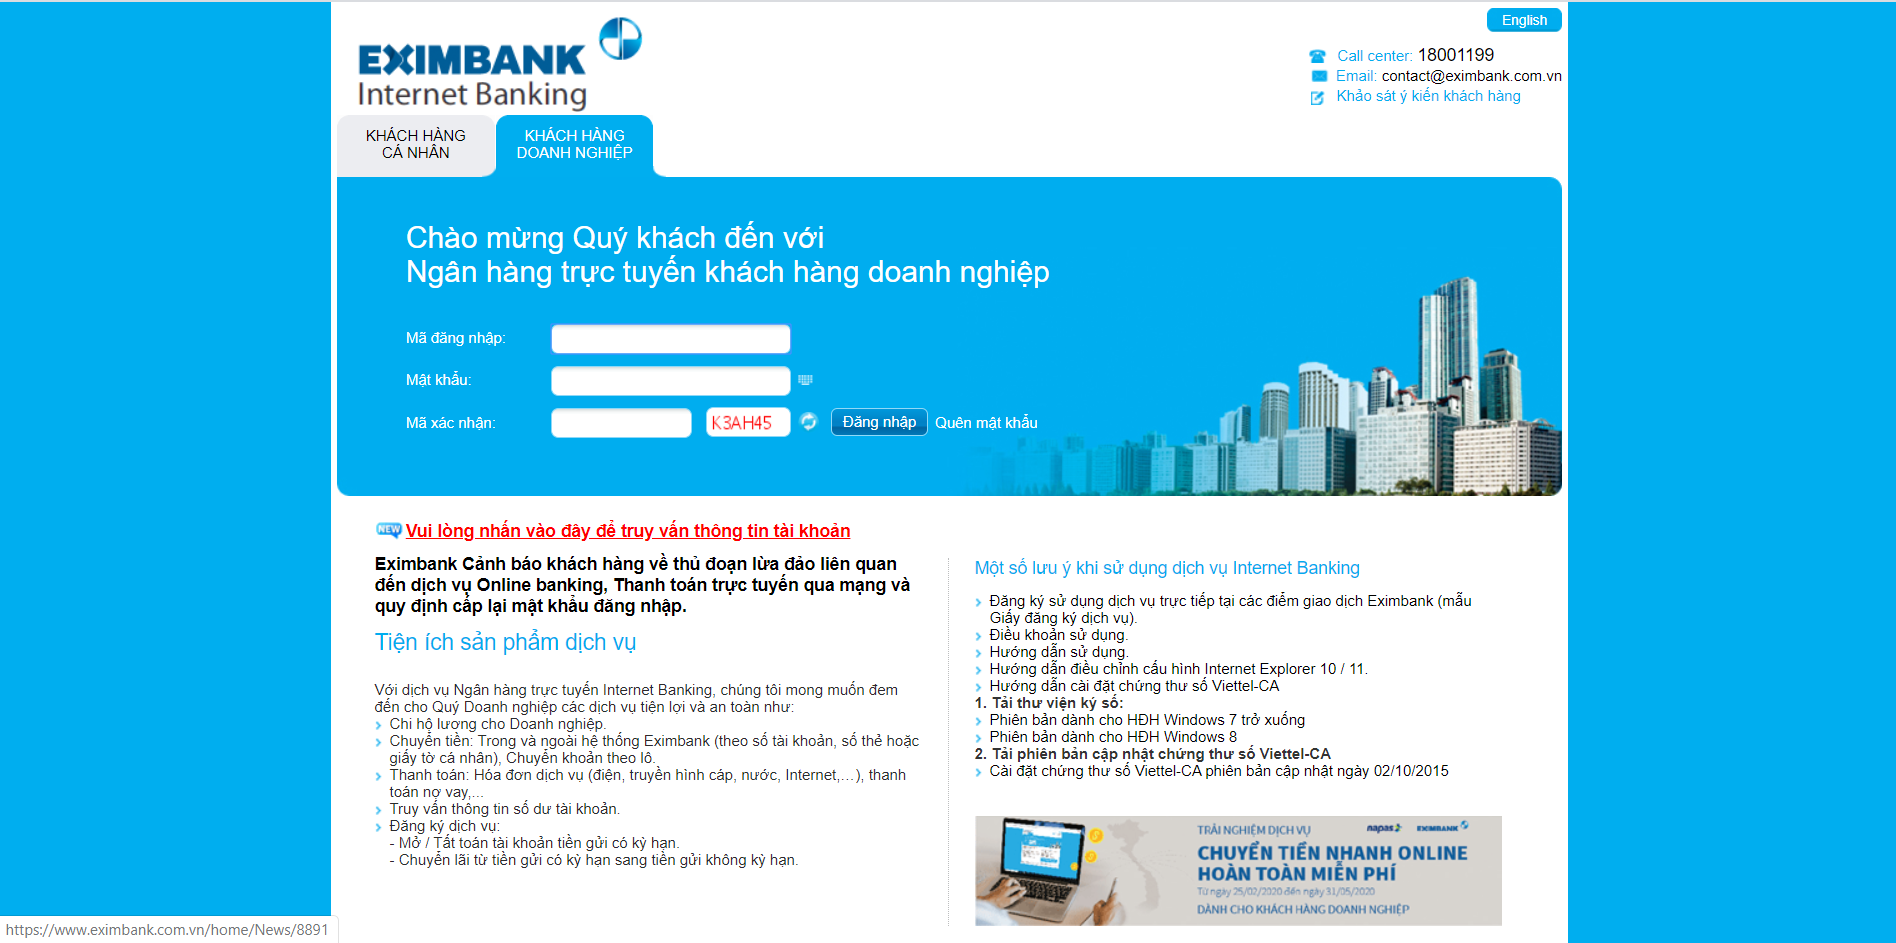 English
EXIMBANK
Internet Banking
Call center: 18001199
Email: contact@eximbank.com.vn
Khảo sát ý kiến khách hàng
KHÁCH HÀNG
CÁ NHÂN
KHÁCH HÀNG
DOANH NGHIỆP
Chào mừng Quý khách đến với
Ngân hàng trực tuyến khách hàng doanh nghiệp
Mã đăng nhập:
Mật khẩu:
Mã xác nhận:
K3AH45
Đăng nhập
Quên mật khẩu
NEW Vui lòng nhấn vào đây để truy vấn thông tin tài khoản
Eximbank Cảnh báo khách hàng về thủ đoạn lừa đảo liên quan
đến dịch vụ Online banking, Thanh toán trực tuyến qua mạng và
quy định cấp lại mật khẩu đăng nhập.
Tiện ích sản phẩm dịch vụ
Với dịch vụ Ngân hàng trực tuyến Internet Banking, chúng tôi mong muốn đem
đến cho Quý Doanh nghiệp các dịch vụ tiện lợi và an toàn như:
Chi hộ lương cho Doanh nghiệp.
Chuyển tiền: Trong và ngoài hệ thống Eximbank (theo số tài khoản, số thẻ hoặc
giấy tờ cá nhân), Chuyển khoản theo lô.
Thanh toán: Hóa đơn dịch vụ (điện, truyền hình cáp, nước, Internet,...), thanh
toán nợ vay,...
Truy vấn thông tin số dư tài khoản.
Đăng ký dịch vụ:
- Mở / Tất toán tài khoản tiền gửi có kỳ hạn.
- Chuyển lãi từ tiền gửi có kỳ hạn sang tiền gửi không kỳ hạn.
Một số lưu ý khi sử dụng dịch vụ Internet Banking
Đăng ký sử dụng dịch vụ trực tiếp tại các điểm giao dịch Eximbank (mẫu
Giấy đăng ký dịch vụ).
Điều khoản sử dụng.
Hướng dẫn sử dụng.
Hướng dẫn điều chỉnh cấu hình Internet Explorer 10 / 11.
Hướng dẫn cài đặt chứng thư số Viettel-CA
1. Tải thư viện ký số:
Phiên bản dành cho HĐH Windows 7 trở xuống
Phiên bản dành cho HĐH Windows 8
2. Tải phiên bản cập nhật chứng thư số Viettel-CA
Cài đặt chứng thư số Viettel-CA phiên bản cập nhật ngày 02/10/2015
TRẢI NGHIỆM DỊCH VỤ
napas
EXIMBANK
CHUYỂN TIỀN NHANH ONLINE
HOÀN TOÀN MIỄN PHÍ
Từ ngày 25/02/2020 đến ngày 31/05/2020
DÀNH CHO KHÁCH HÀNG DOANH NGHIỆP
https://www.eximbank.com.vn/home/News/8891